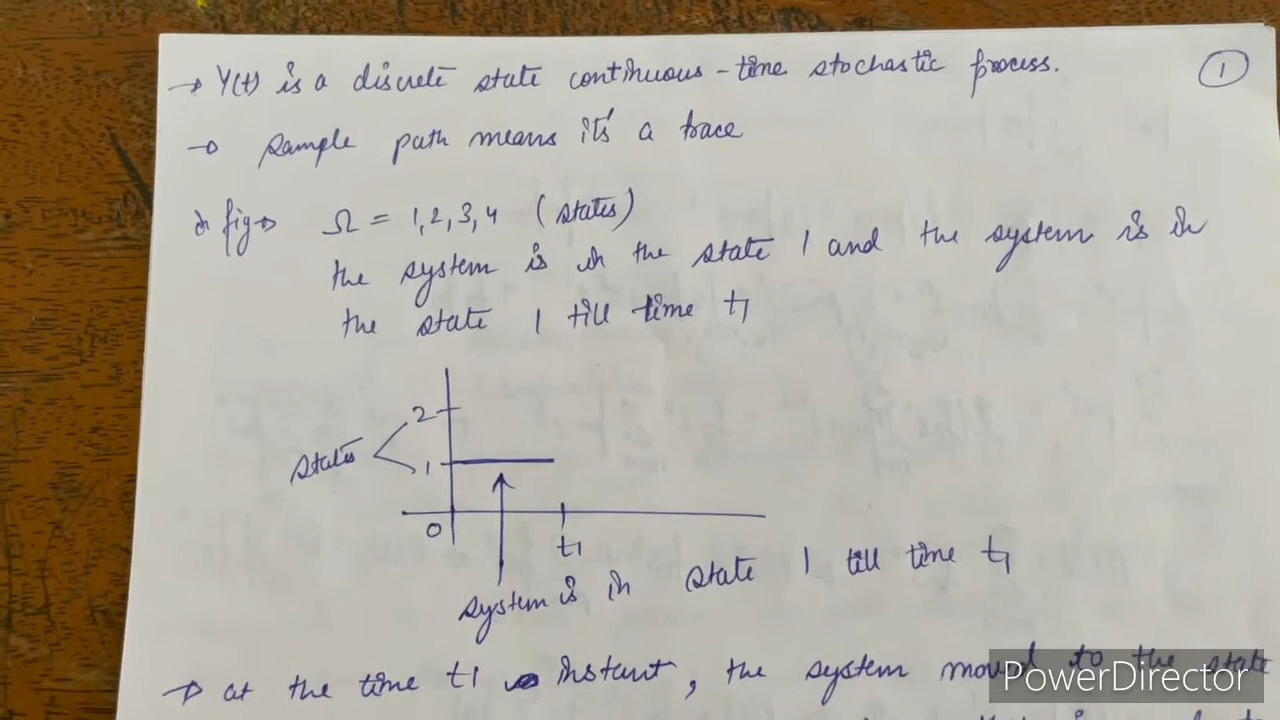 → Y(t) is a discrete state continuous-time stochastic process.
1
→ sample path means it's a trace
in fig→ Ω = 1,2,3,4 (states)
the system is in the state 1 and the system is in
the state 1 till time t1
2
states
1
0
t1
system is in state 1 till time t1
→ at the time t1 instant, the system moved to the state
PowerDirector